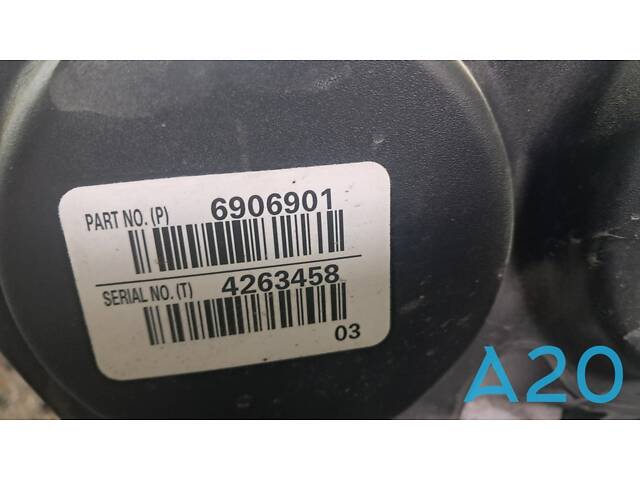 PART NO. (P) 6906901
SERIAL NO. (T) 4263458
03
A20